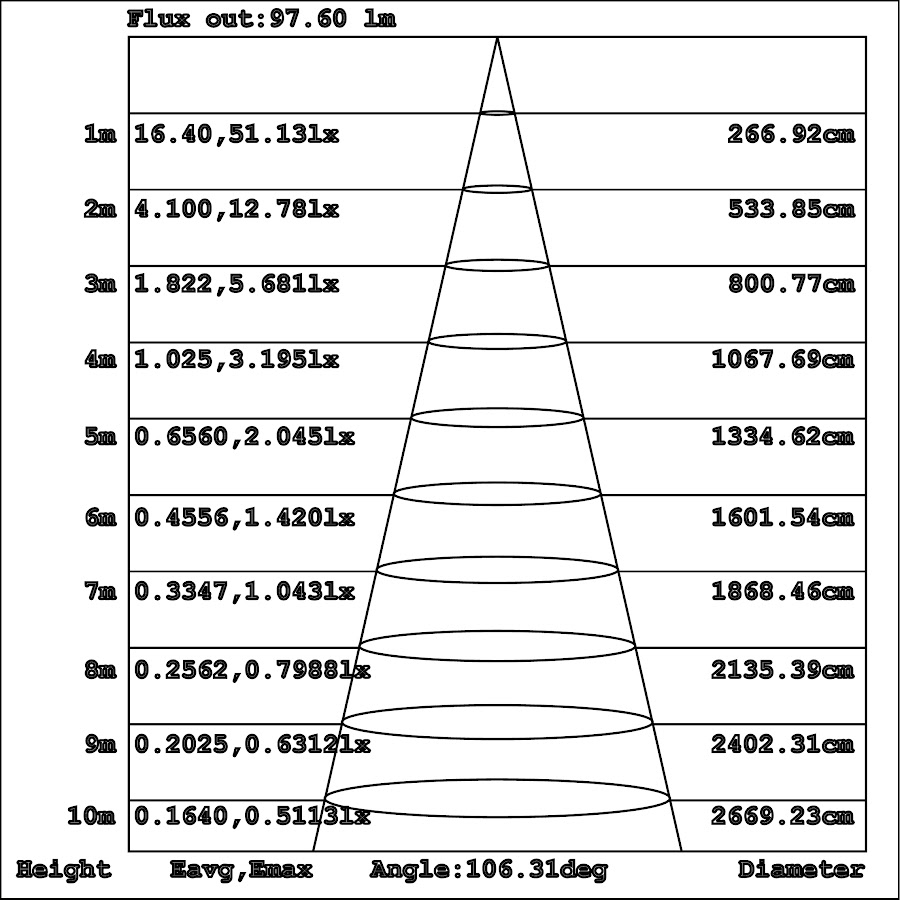 Flux out:97.60 lm
1m 16.40,51.13lx 266.92cm
2m 4.100,12.78lx 533.85cm
3m 1.822,5.681lx 800.77cm
4m 1.025,3.195lx 1067.69cm
5m 0.6560,2.045lx 1334.62cm
6m 0.4556,1.420lx 1601.54cm
7m 0.3347,1.043lx 1868.46cm
8m 0.2562,0.7988lx 2135.39cm
9m 0.2025,0.6312lx 2402.31cm
10m 0.1640,0.5113lx 2669.23cm
Height Eavg,Emax Angle:106.31deg Diameter